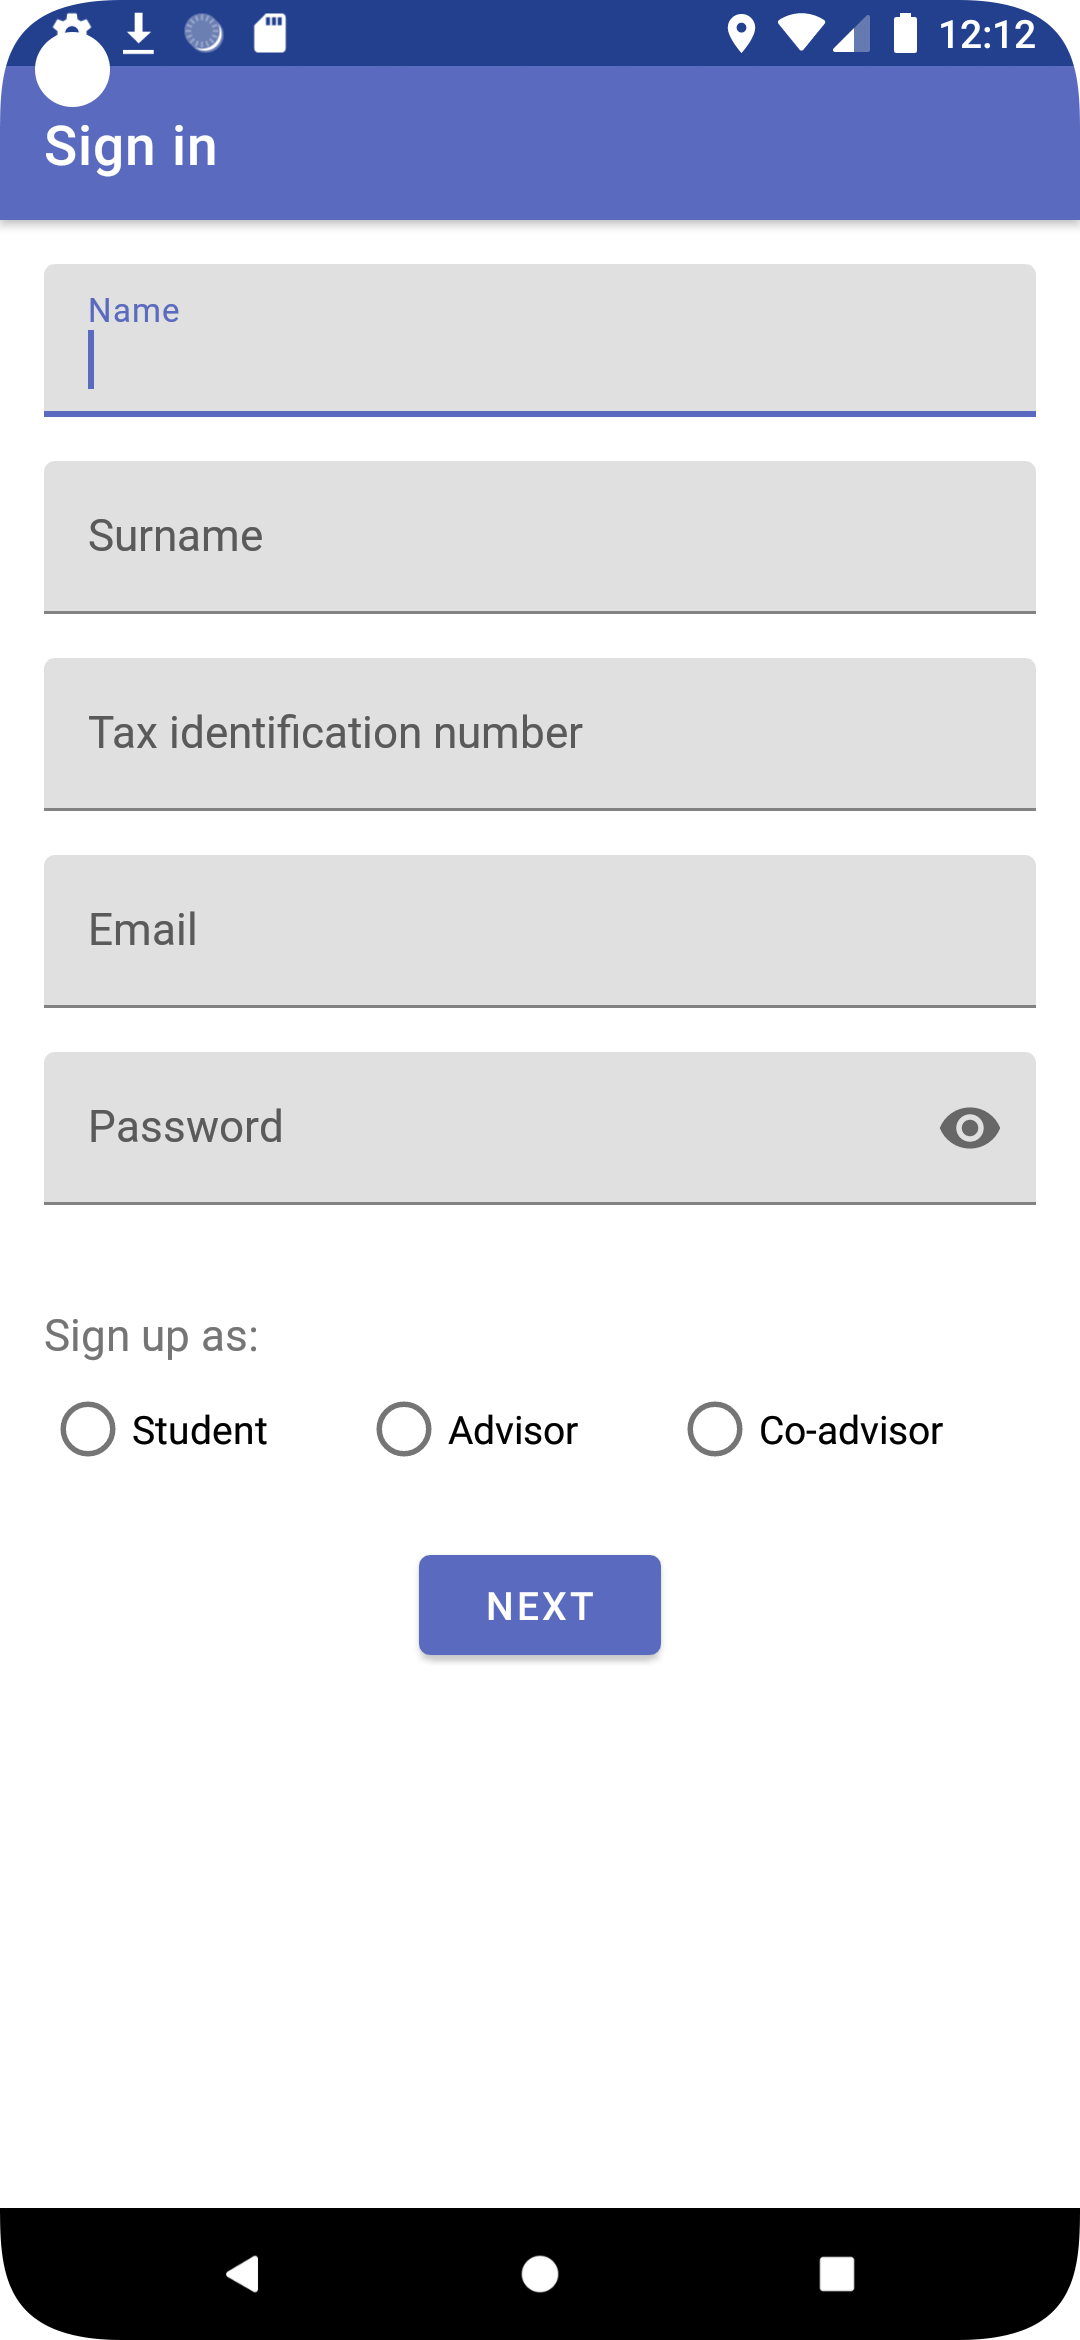 12:12
Sign in
Name
Surname
Tax identification number
Email
Password
Sign up as:
Student Advisor Co-advisor
NEXT